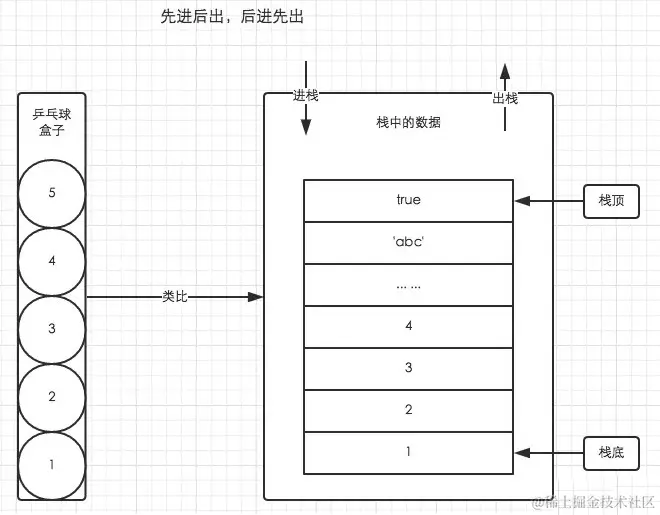 先进后出，后进先出
乒乓球
盒子
5
4
3
2
1
类比
进栈
出栈
栈中的数据
true
'abc'
... ...
4
3
2
1
栈顶
栈底
@稀土掘金技术社区